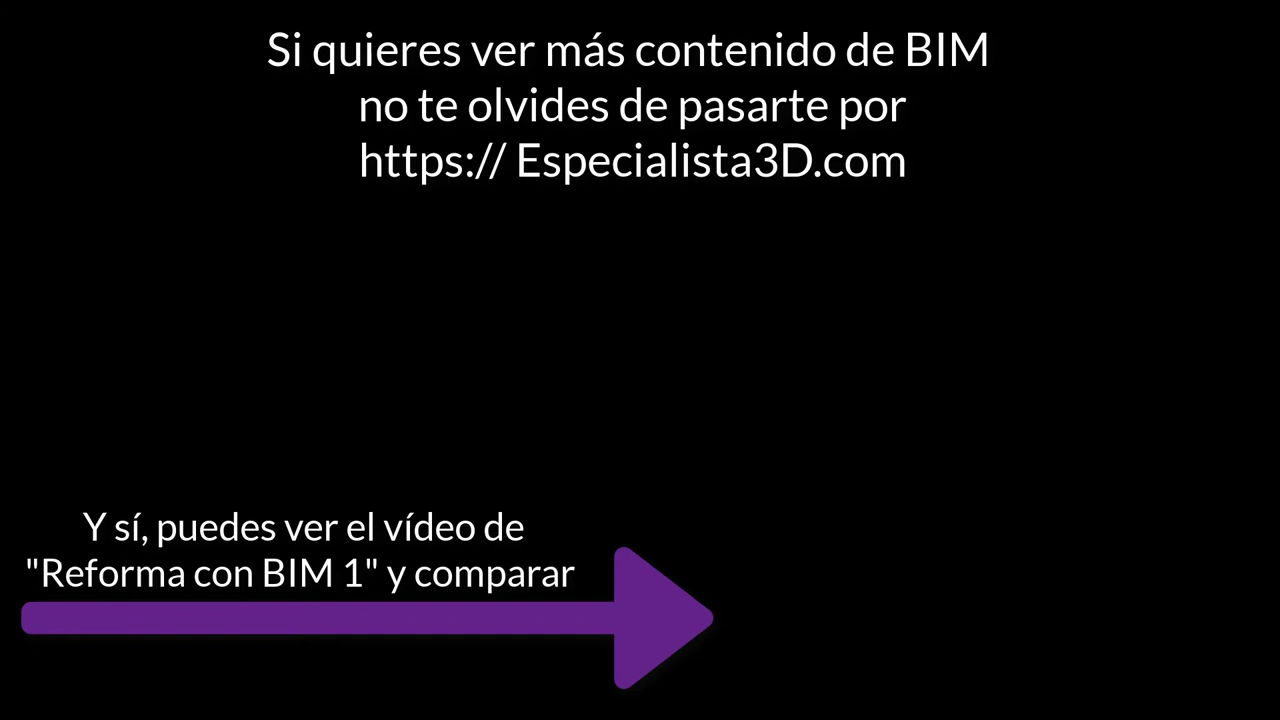 Si quieres ver más contenido de BIM
no te olvides de pasarte por
https:// Especialista3D.com
Y sí, puedes ver el vídeo de
"Reforma con BIM 1" y comparar